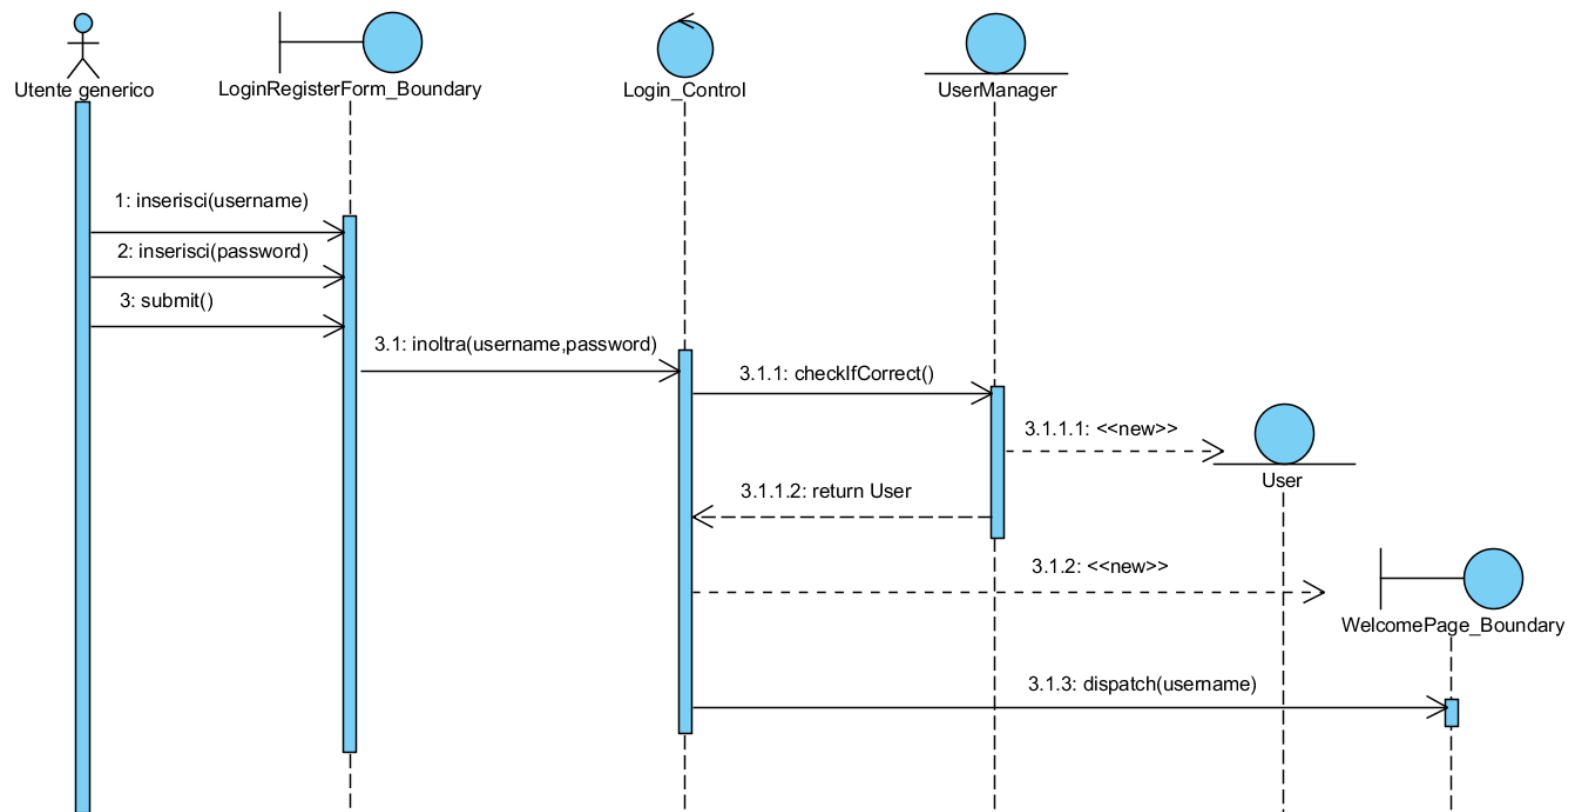 Utente generico
LoginRegisterForm_Boundary
Login_Control
UserManager
1: inserisci(username)
2: inserisci(password)
3: submit()
3.1: inoltra(username,password)
3.1.1: checkIfCorrect()
3.1.1.1: <<new>>
User
3.1.1.2: return User
3.1.2: <<new>>
WelcomePage_Boundary
3.1.3: dispatch(username)